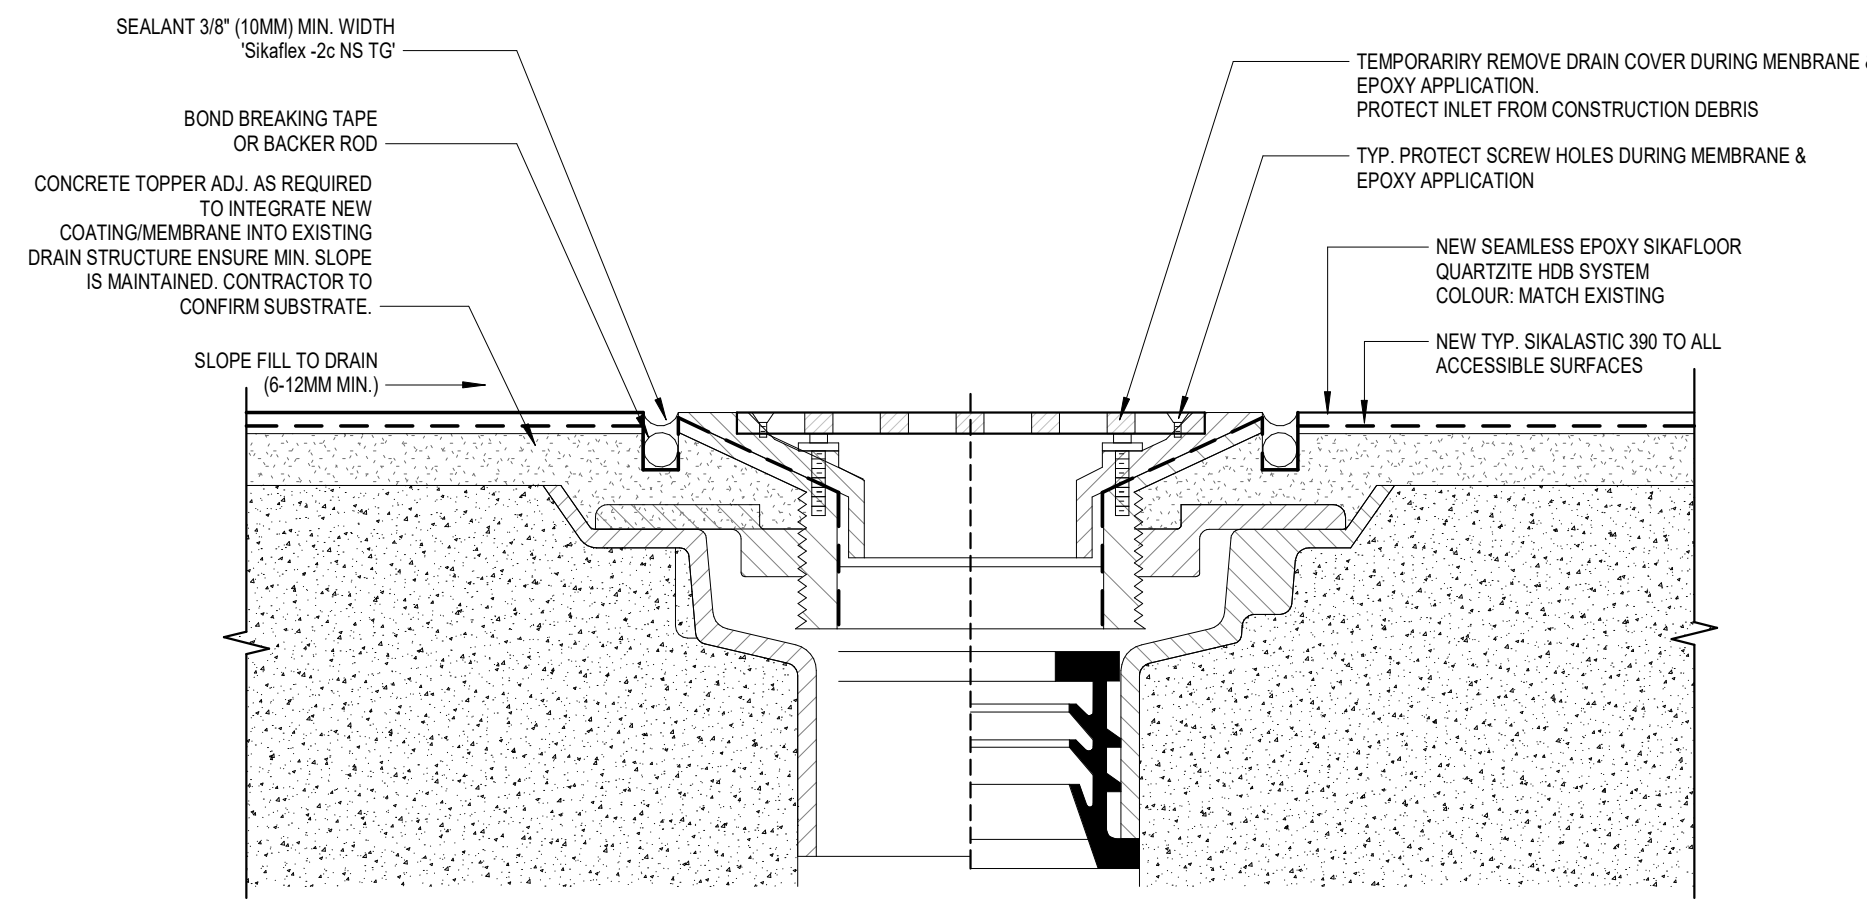 SEALANT 3/8" (10MM) MIN. WIDTH
'Sikaflex -2c NS TG'
BOND BREAKING TAPE
OR BACKER ROD
CONCRETE TOPPER ADJ. AS REQUIRED
TO INTEGRATE NEW
COATING/MEMBRANE INTO EXISTING
DRAIN STRUCTURE ENSURE MIN. SLOPE
IS MAINTAINED. CONTRACTOR TO
CONFIRM SUBSTRATE.
SLOPE FILL TO DRAIN
(6-12MM MIN.)
TEMPORARIRY REMOVE DRAIN COVER DURING MENBRANE &
EPOXY APPLICATION.
PROTECT INLET FROM CONSTRUCTION DEBRIS
TYP. PROTECT SCREW HOLES DURING MEMBRANE &
EPOXY APPLICATION
NEW SEAMLESS EPOXY SIKAFLOOR
QUARTZITE HDB SYSTEM
COLOUR: MATCH EXISTING
NEW TYP. SIKALASTIC 390 TO ALL
ACCESSIBLE SURFACES